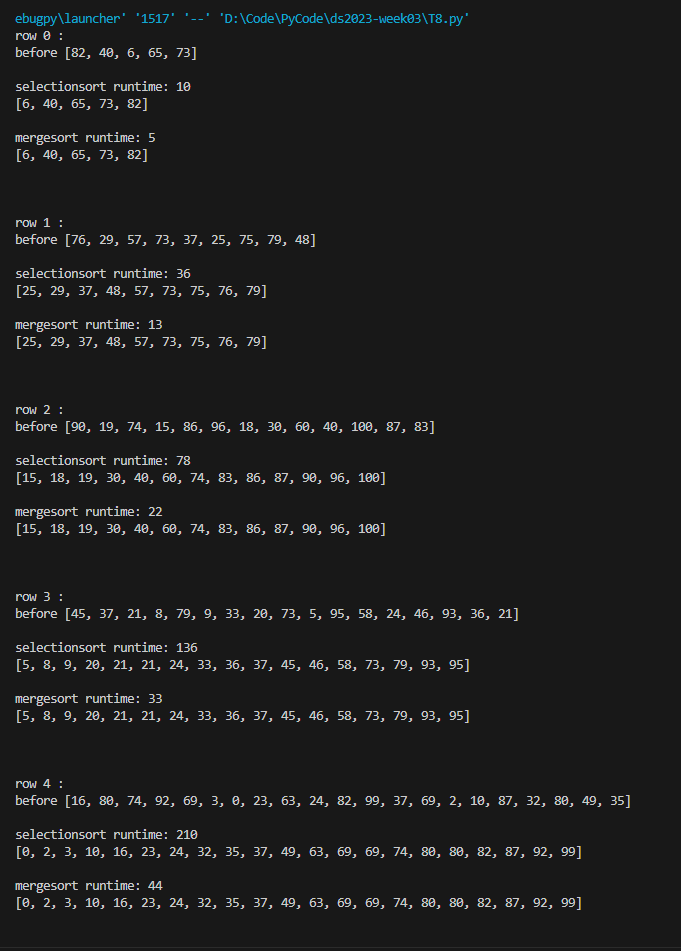 ebugpy\launcher' '1517' '--' 'D:\Code\PyCode\ds2023-week03\T8.py'
row 0 :
before [82, 40, 6, 65, 73]
selectionsort runtime: 10
[6, 40, 65, 73, 82]
mergesort runtime: 5
[6, 40, 65, 73, 82]
row 1 :
before [76, 29, 57, 73, 37, 25, 75, 79, 48]
selectionsort runtime: 36
[25, 29, 37, 48, 57, 73, 75, 76, 79]
mergesort runtime: 13
[25, 29, 37, 48, 57, 73, 75, 76, 79]
row 2 :
before [90, 19, 74, 15, 86, 96, 18, 30, 60, 40, 100, 87, 83]
selectionsort runtime: 78
[15, 18, 19, 30, 40, 60, 74, 83, 86, 87, 90, 96, 100]
mergesort runtime: 22
[15, 18, 19, 30, 40, 60, 74, 83, 86, 87, 90, 96, 100]
row 3 :
before [45, 37, 21, 8, 79, 9, 33, 20, 73, 5, 95, 58, 24, 46, 93, 36, 21]
selectionsort runtime: 136
[5, 8, 9, 20, 21, 21, 24, 33, 36, 37, 45, 46, 58, 73, 79, 93, 95]
mergesort runtime: 33
[5, 8, 9, 20, 21, 21, 24, 33, 36, 37, 45, 46, 58, 73, 79, 93, 95]
row 4 :
before [16, 80, 74, 92, 69, 3, 0, 23, 63, 24, 82, 99, 37, 69, 2, 10, 87, 32, 80, 49, 35]
selectionsort runtime: 210
[0, 2, 3, 10, 16, 23, 24, 32, 35, 37, 49, 63, 69, 69, 74, 80, 80, 82, 87, 92, 99]
mergesort runtime: 44
[0, 2, 3, 10, 16, 23, 24, 32, 35, 37, 49, 63, 69, 69, 74, 80, 80, 82, 87, 92, 99]